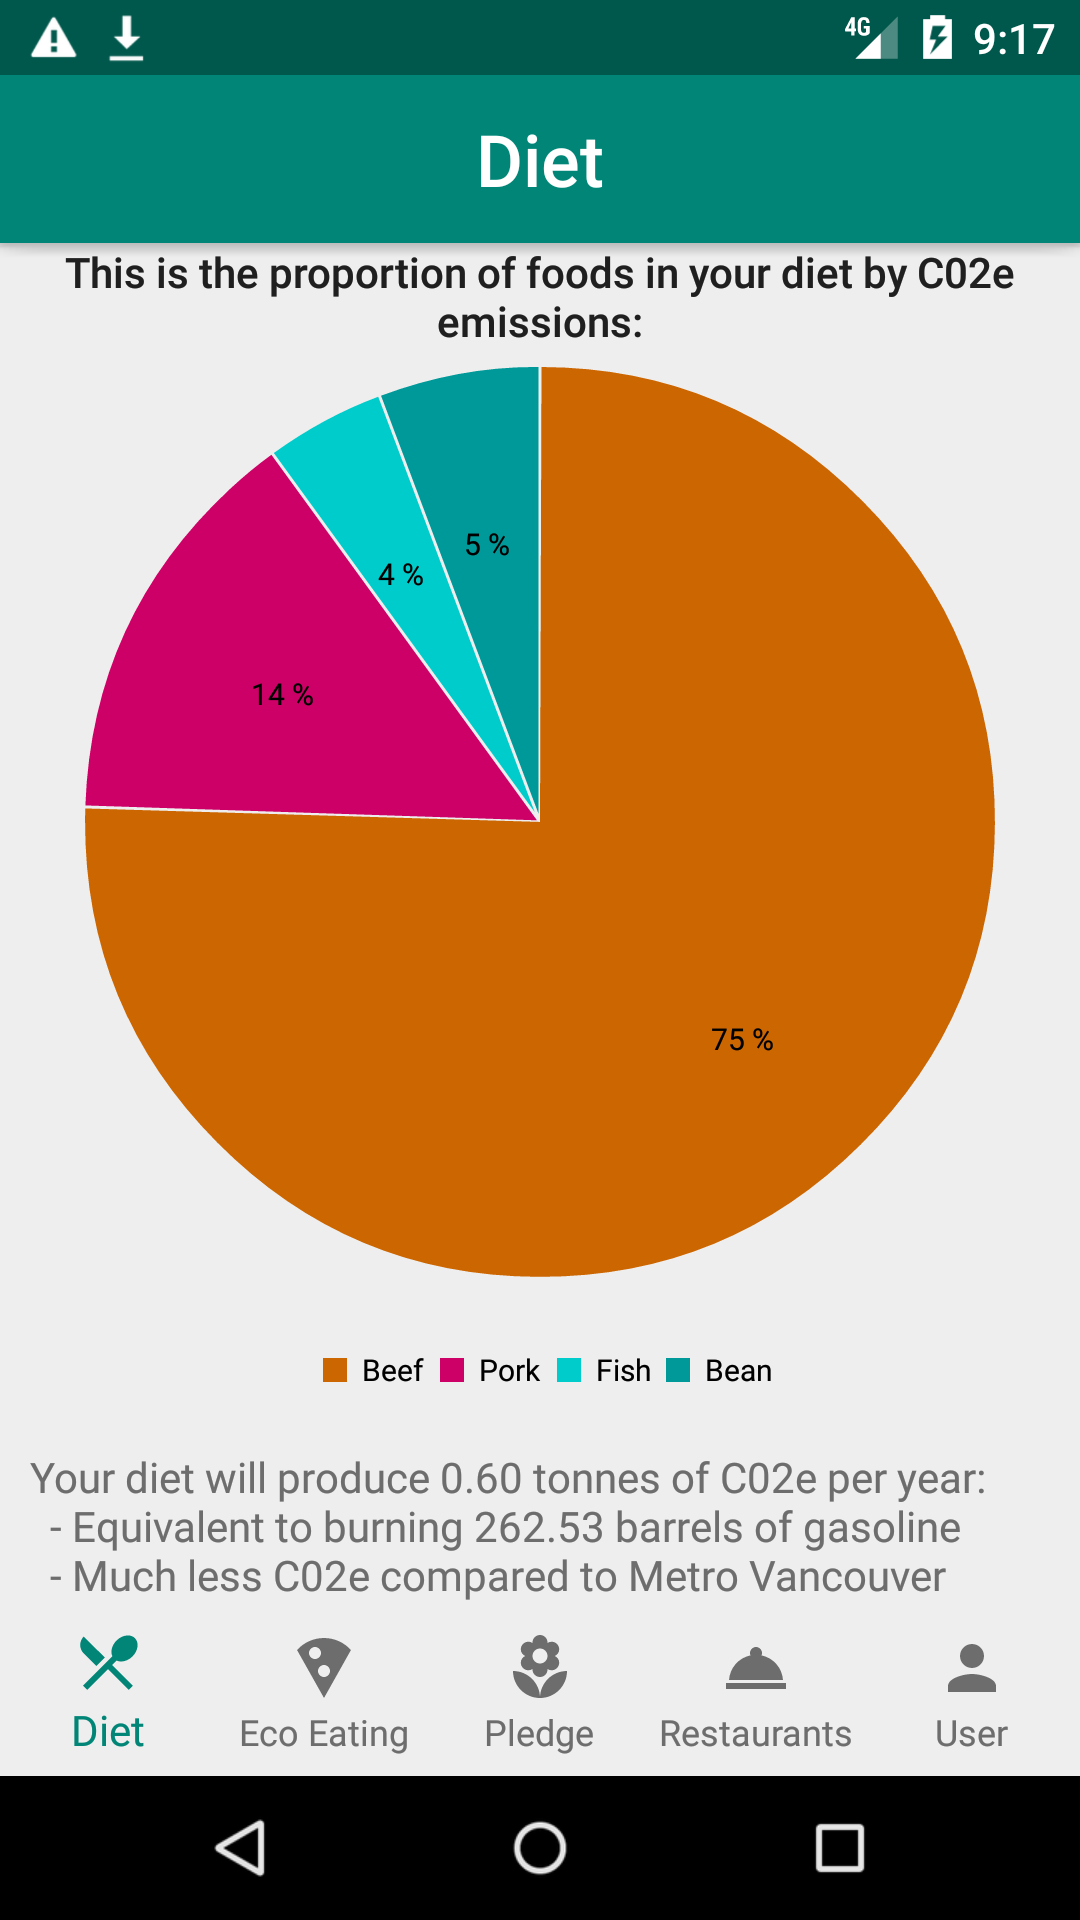 4G 9:17
Diet
This is the proportion of foods in your diet by C02e
emissions:
5 %
4 %
14 %
75 %
Beef Pork Fish Bean
Your diet will produce 0.60 tonnes of C02e per year:
- Equivalent to burning 262.53 barrels of gasoline
- Much less C02e compared to Metro Vancouver
Diet Eco Eating Pledge Restaurants User